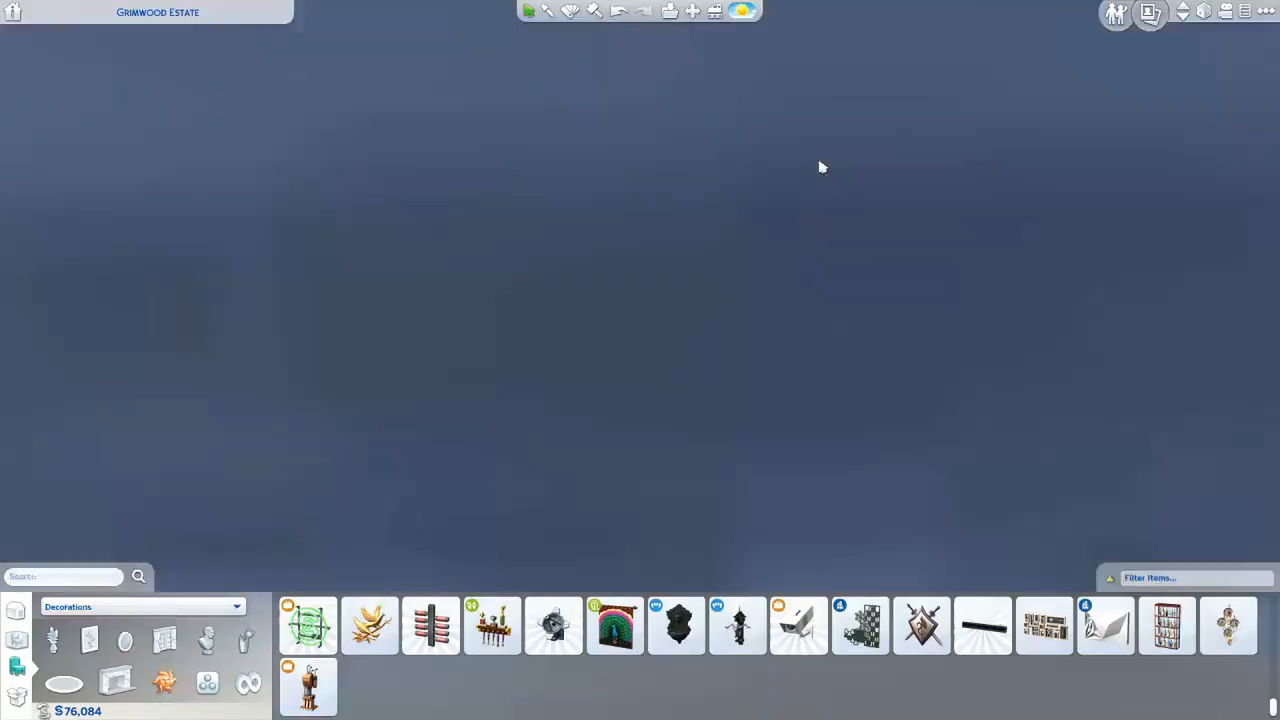 Grimwood Estate
Search...
Filter Items...
Decorations
§76,084